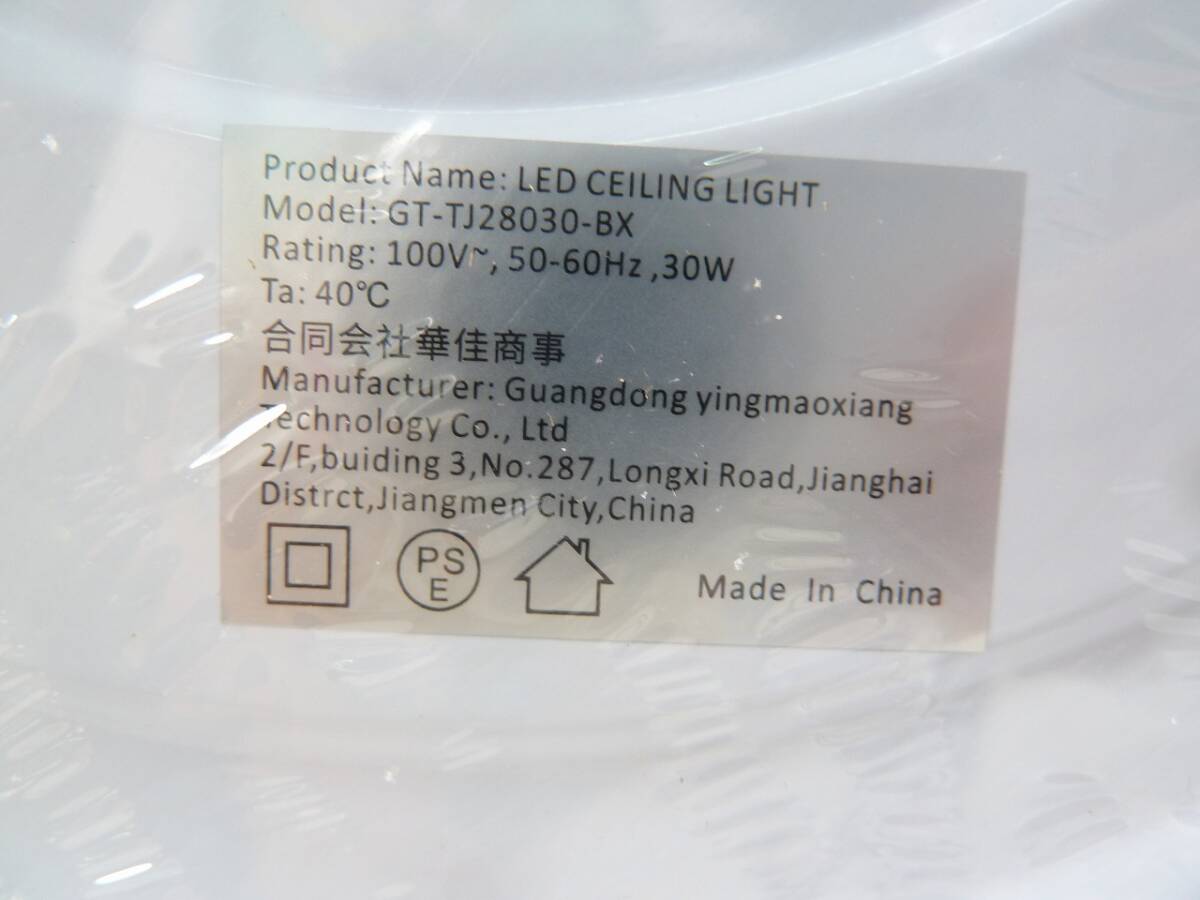 Product Name: LED CEILING LIGHT
Model: GT-TJ28030-BX
Rating: 100V~, 50-60Hz ,30W
Ta: 40℃
合同会社華佳商事
Manufacturer: Guangdong yingmaoxiang
Technology Co., Ltd
2/F,buiding 3,No.287,Longxi Road,Jianghai
Distrct,Jiangmen City,China
PS
E
Made In China